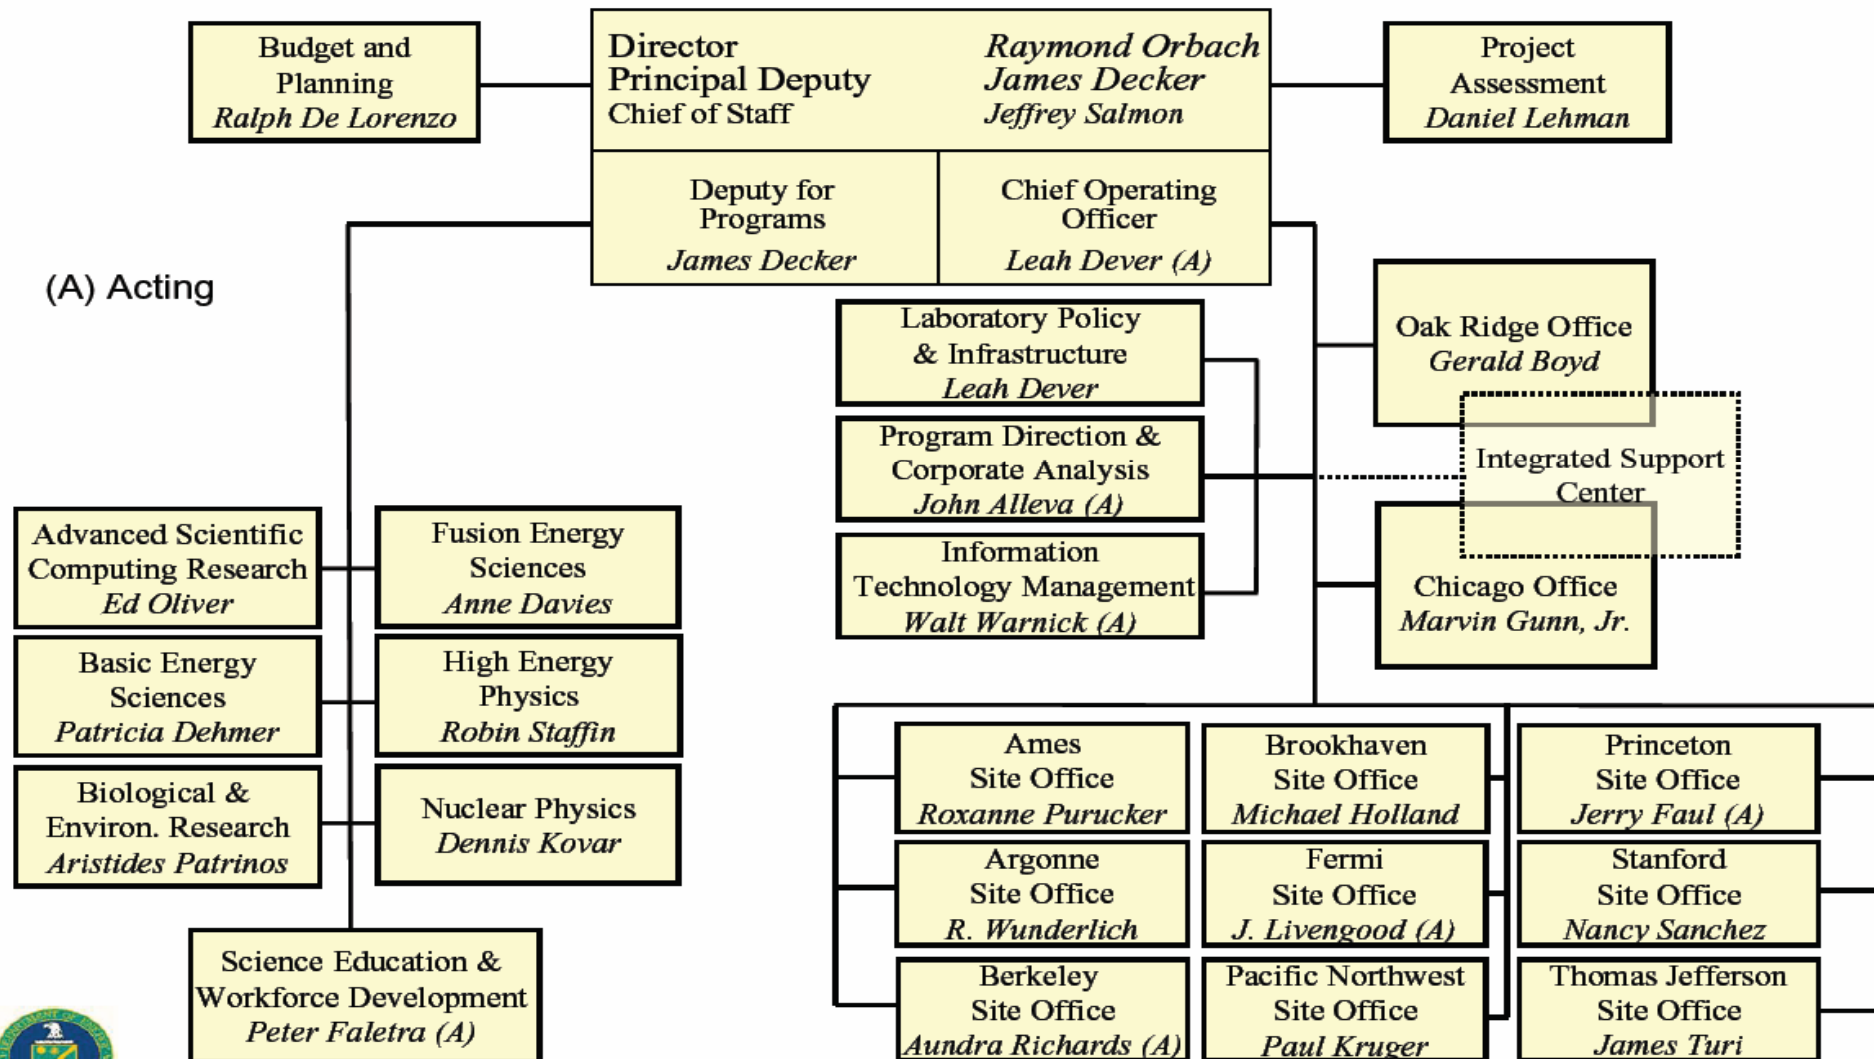 Budget and
Planning
Ralph De Lorenzo
Director Raymond Orbach
Principal Deputy James Decker
Chief of Staff Jeffrey Salmon
Project
Assessment
Daniel Lehman
Deputy for
Programs
James Decker
Chief Operating
Officer
Leah Dever (A)
(A) Acting
Laboratory Policy
& Infrastructure
Leah Dever
Program Direction &
Corporate Analysis
John Alleva (A)
Information
Technology Management
Walt Warnick (A)
Oak Ridge Office
Gerald Boyd
Integrated Support
Center
Chicago Office
Marvin Gunn, Jr.
Advanced Scientific
Computing Research
Ed Oliver
Fusion Energy
Sciences
Anne Davies
Basic Energy
Sciences
Patricia Dehmer
High Energy
Physics
Robin Staffin
Biological &
Environ. Research
Aristides Patrinos
Nuclear Physics
Dennis Kovar
Science Education &
Workforce Development
Peter Faletra (A)
Ames
Site Office
Roxanne Purucker
Brookhaven
Site Office
Michael Holland
Princeton
Site Office
Jerry Faul (A)
Argonne
Site Office
R. Wunderlich
Fermi
Site Office
J. Livengood (A)
Stanford
Site Office
Nancy Sanchez
Berkeley
Site Office
Aundra Richards (A)
Pacific Northwest
Site Office
Paul Kruger
Thomas Jefferson
Site Office
James Turi